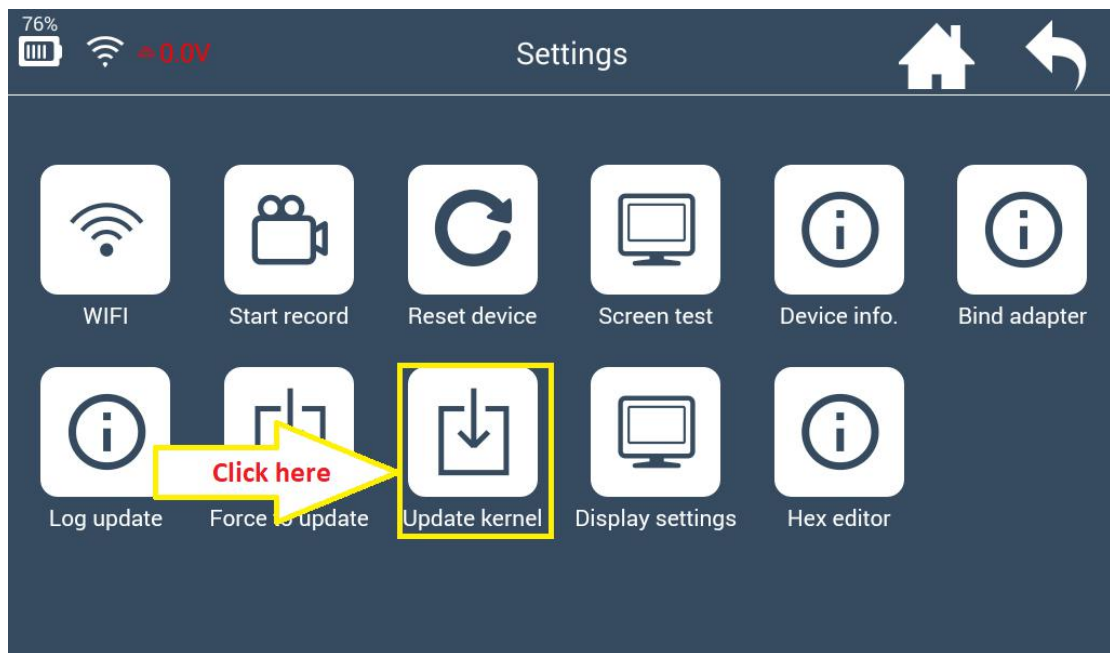 76%
0.0V
Settings
WIFI
Start record
Reset device
Screen test
Device info.
Bind adapter
Click here
Log update
Force to update
Update kernel
Display settings
Hex editor